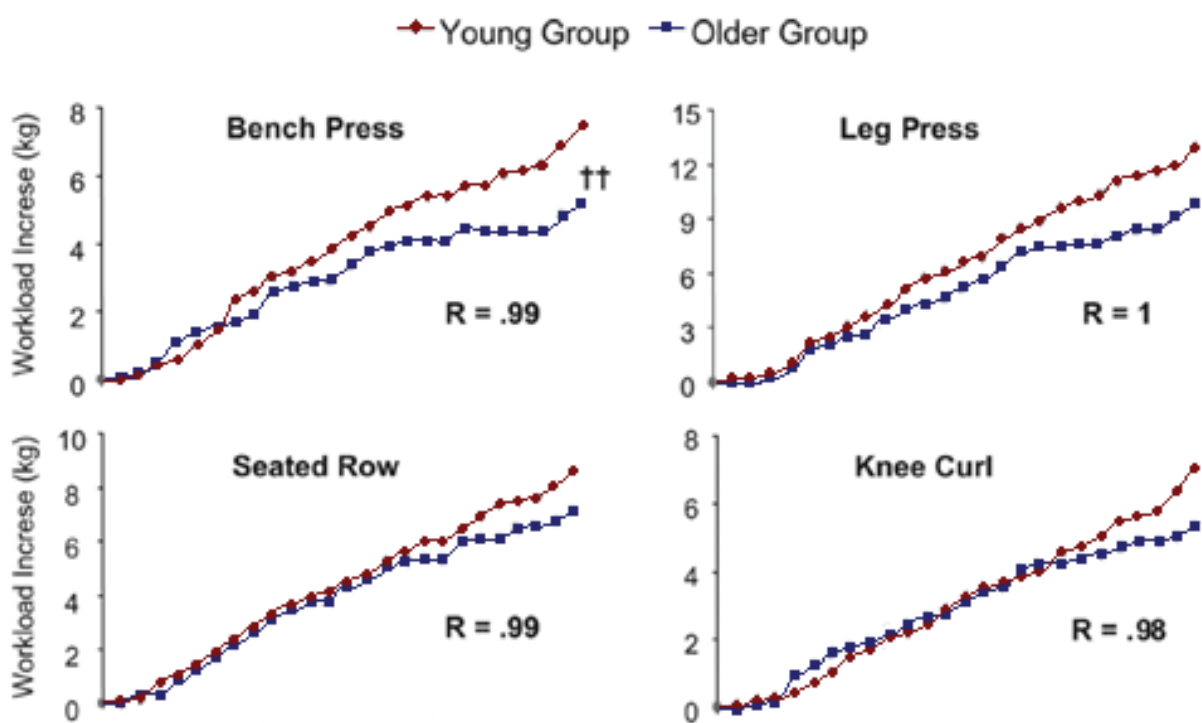 Young Group Older Group
Bench Press
Workload Increse (kg)
8
6
4
2
0
††
R = .99
Leg Press
15
12
9
6
3
0
R = 1
Seated Row
Workload Increse (kg)
10
8
6
4
2
0
R = .99
Knee Curl
8
6
4
2
0
R = .98